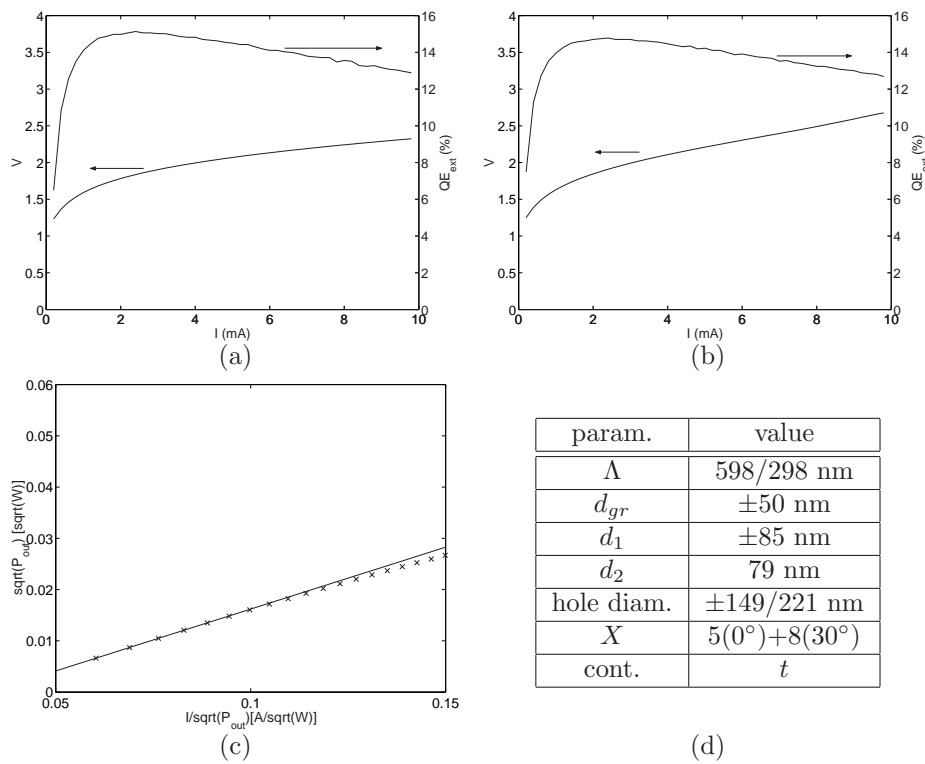 4
3.5
3
2.5
2
1.5
1
0.5
0
V
0 2 4 6 8 10
I (mA)
16
14
12
10
8
6
4
2
0
QE_ext (%)
(a)
4
3.5
3
2.5
2
1.5
1
0.5
0
V
0 2 4 6 8 10
I (mA)
16
14
12
10
8
6
4
2
0
QE_ext (%)
(b)
0.06
0.05
0.04
0.03
0.02
0.01
0
sqrt(P_out) [sqrt(W)]
0.05 0.1 0.15
I/sqrt(P_out)[A/sqrt(W)]
(c)
param. value
Λ 598/298 nm
d_gr ±50 nm
d_1 ±85 nm
d_2 79 nm
hole diam. ±149/221 nm
X 5(0°)+8(30°)
cont. t
(d)